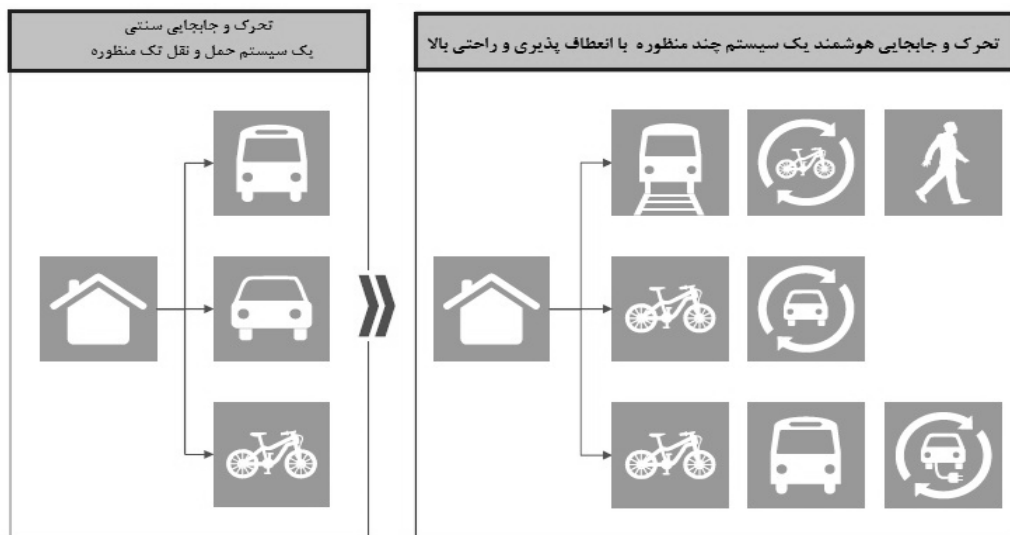 تحرک و جابجایی سنتی
یک سیستم حمل و نقل تک منظوره
تحرک و جابجایی هوشمند یک سیستم چند منظوره با انعطاف پذیری و راحتی بالا